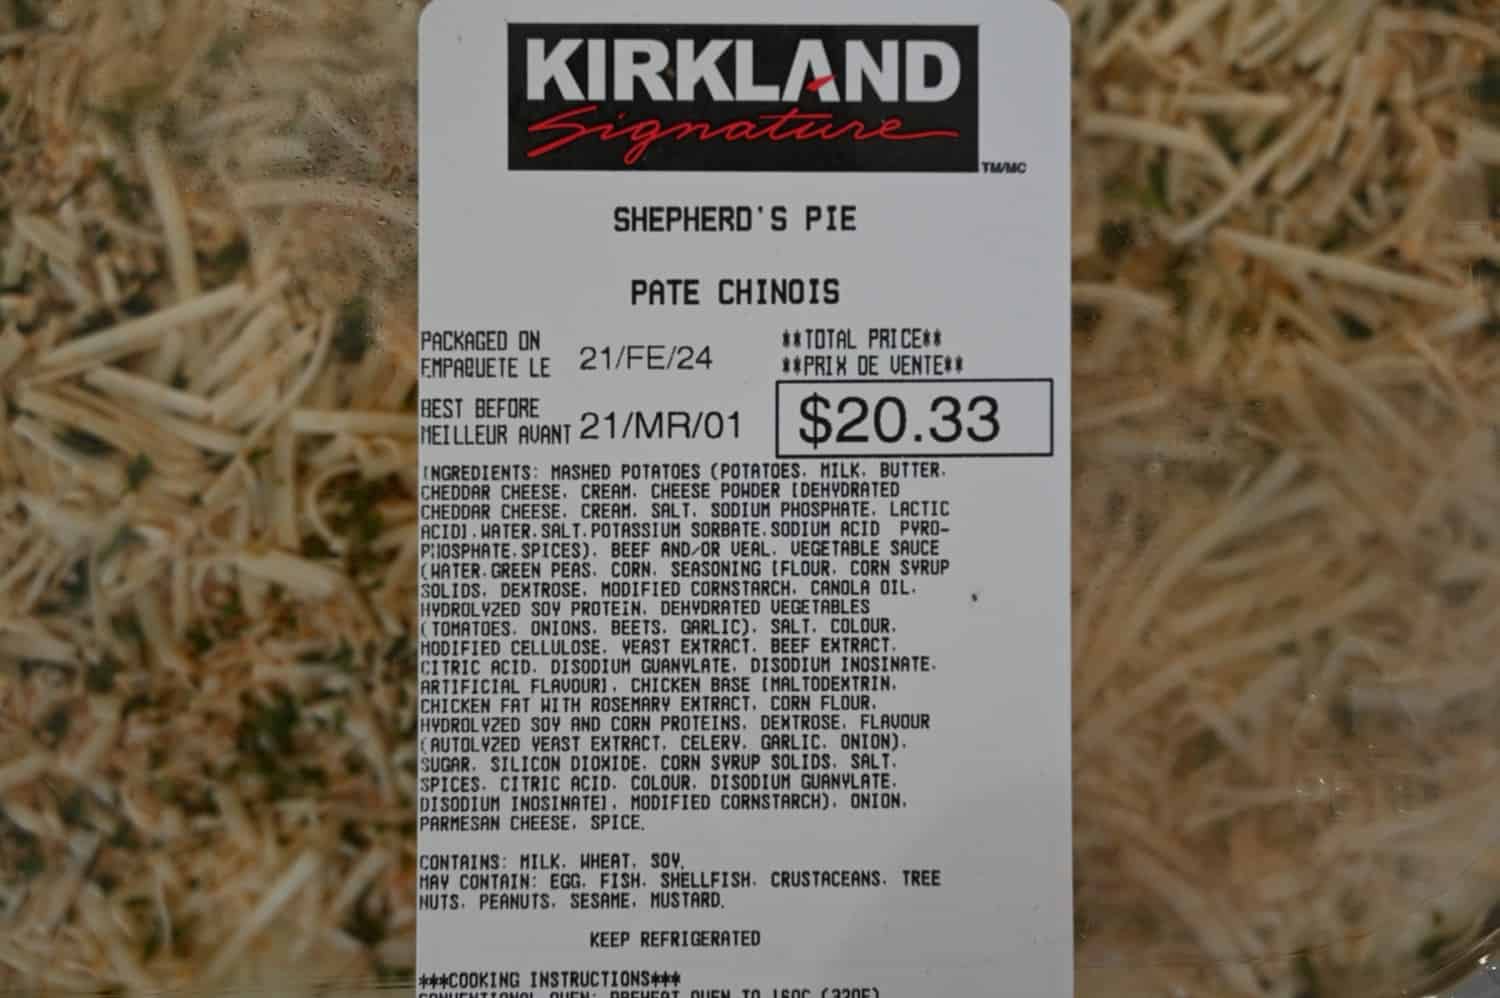 KIRKLAND
Signature
TM/MC
SHEPHERD'S PIE
PATE CHINOIS
PACKAGED ON
EMPAQUETE LE
21/FE/24
**TOTAL PRICE**
**PRIX DE VENTE**
BEST BEFORE
MEILLEUR AVANT
21/MR/01
$20.33
INGREDIENTS: MASHED POTATOES (POTATOES, MILK, BUTTER,
CHEDDAR CHEESE, CREAM, CHEESE POWDER [DEHYDRATED
CHEDDAR CHEESE, CREAM, SALT, SODIUM PHOSPHATE, LACTIC
ACID],WATER,SALT,POTASSIUM SORBATE,SODIUM ACID PYRO-
PHOSPHATE,SPICES), BEEF AND/OR VEAL, VEGETABLE SAUCE
(WATER,GREEN PEAS, CORN, SEASONING [FLOUR, CORN SYRUP
SOLIDS, DEXTROSE, MODIFIED CORNSTARCH, CANOLA OIL,
HYDROLYZED SOY PROTEIN, DEHYDRATED VEGETABLES
(TOMATOES, ONIONS, BEETS, GARLIC), SALT, COLOUR,
MODIFIED CELLULOSE, YEAST EXTRACT, BEEF EXTRACT,
CITRIC ACID, DISODIUM GUANYLATE, DISODIUM INOSINATE,
ARTIFICIAL FLAVOUR], CHICKEN BASE [MALTODEXTRIN,
CHICKEN FAT WITH ROSEMARY EXTRACT, CORN FLOUR,
HYDROLYZED SOY AND CORN PROTEINS, DEXTROSE, FLAVOUR
(AUTOLYZED YEAST EXTRACT, CELERY, GARLIC, ONION),
SUGAR, SILICON DIOXIDE, CORN SYRUP SOLIDS, SALT,
SPICES, CITRIC ACID, COLOUR, DISODIUM GUANYLATE,
DISODIUM INOSINATE], MODIFIED CORNSTARCH), ONION,
PARMESAN CHEESE, SPICE.
CONTAINS: MILK, WHEAT, SOY.
MAY CONTAIN: EGG, FISH, SHELLFISH, CRUSTACEANS, TREE
NUTS, PEANUTS, SESAME, MUSTARD.
KEEP REFRIGERATED
***COOKING INSTRUCTIONS***
CONVENTIONAL OVEN: PREHEAT OVEN TO 160C (320F)